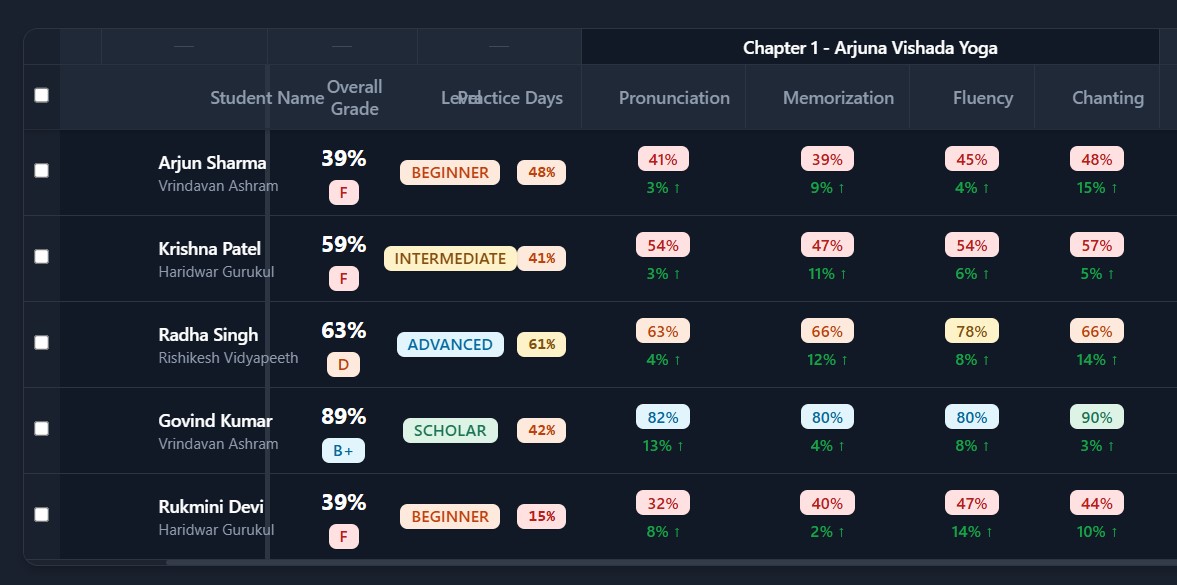 — — — Chapter 1 - Arjuna Vishada Yoga
Student Name Overall Grade Level Practice Days Pronunciation Memorization Fluency Chanting
Arjun Sharma 39% BEGINNER 48% 41% 39% 45% 48%
Vrindavan Ashram F 3% ↑ 9% ↑ 4% ↑ 15% ↑
Krishna Patel 59% INTERMEDIATE 41% 54% 47% 54% 57%
Haridwar Gurukul F 3% ↑ 11% ↑ 6% ↑ 5% ↑
Radha Singh 63% ADVANCED 61% 63% 66% 78% 66%
Rishikesh Vidyapeeth D 4% ↑ 12% ↑ 8% ↑ 14% ↑
Govind Kumar 89% SCHOLAR 42% 82% 80% 80% 90%
Vrindavan Ashram B+ 13% ↑ 4% ↑ 8% ↑ 3% ↑
Rukmini Devi 39% BEGINNER 15% 32% 40% 47% 44%
Haridwar Gurukul F 8% ↑ 2% ↑ 14% ↑ 10% ↑